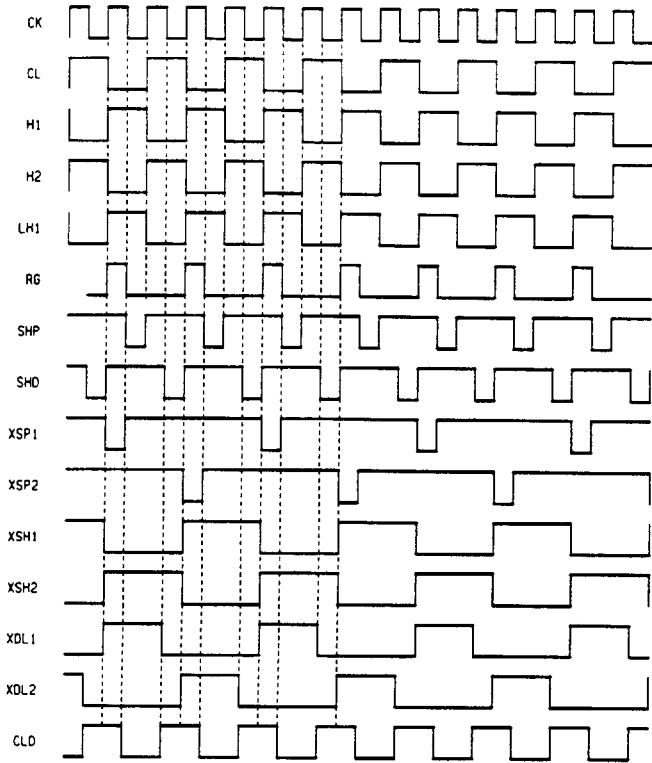 CK
CL
H1
H2
LH1
RG
SHP
SHD
XSP1
XSP2
XSH1
XSH2
XDL1
XDL2
CLD